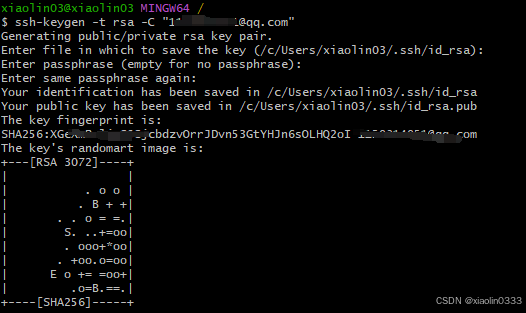 xiaolin03@xiaolin03 MINGW64 /
$ ssh-keygen -t rsa -C "1 @qq.com"
Generating public/private rsa key pair.
Enter file in which to save the key (/c/Users/xiaolin03/.ssh/id_rsa):
Enter passphrase (empty for no passphrase):
Enter same passphrase again:
Your identification has been saved in /c/Users/xiaolin03/.ssh/id_rsa
Your public key has been saved in /c/Users/xiaolin03/.ssh/id_rsa.pub
The key fingerprint is:
SHA256:XGe cbdzvOrrJDvn53GtYHJn6sOLHQ2oI @qq.com
The key's randomart image is:
+---[RSA 3072]----+
|                 |
|          . o o  |
|         . B + +|
|      . . o = =.|
|       S. ..+=oo|
|       . ooo+*oo|
|      . +oo.o=oo|
|     E o += =oo+|
|        .o=B.==.|
+----[SHA256]-----+
CSDN @xiaolin0333